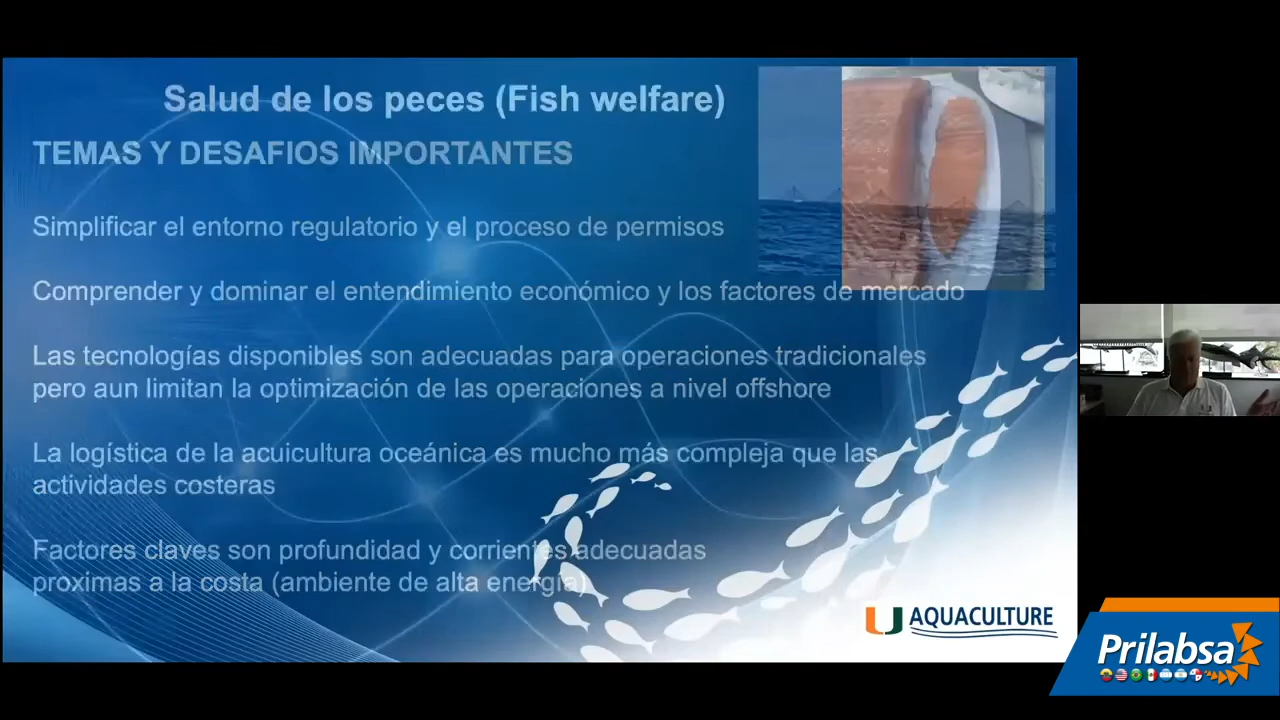 Salud de los peces (Fish welfare)
TEMAS Y DESAFIOS IMPORTANTES
Simplificar el entorno regulatorio y el proceso de permisos
Comprender y dominar el entendimiento económico y los factores de mercado
Las tecnologías disponibles son adecuadas para operaciones tradicionales
pero aun limitan la optimización de las operaciones a nivel offshore
La logística de la acuicultura oceánica es mucho más compleja que las
actividades costeras
Factores claves son profundidad y corrientes adecuadas
proximas a la costa (ambiente de alta energía)
U AQUACULTURE
Prilabsa